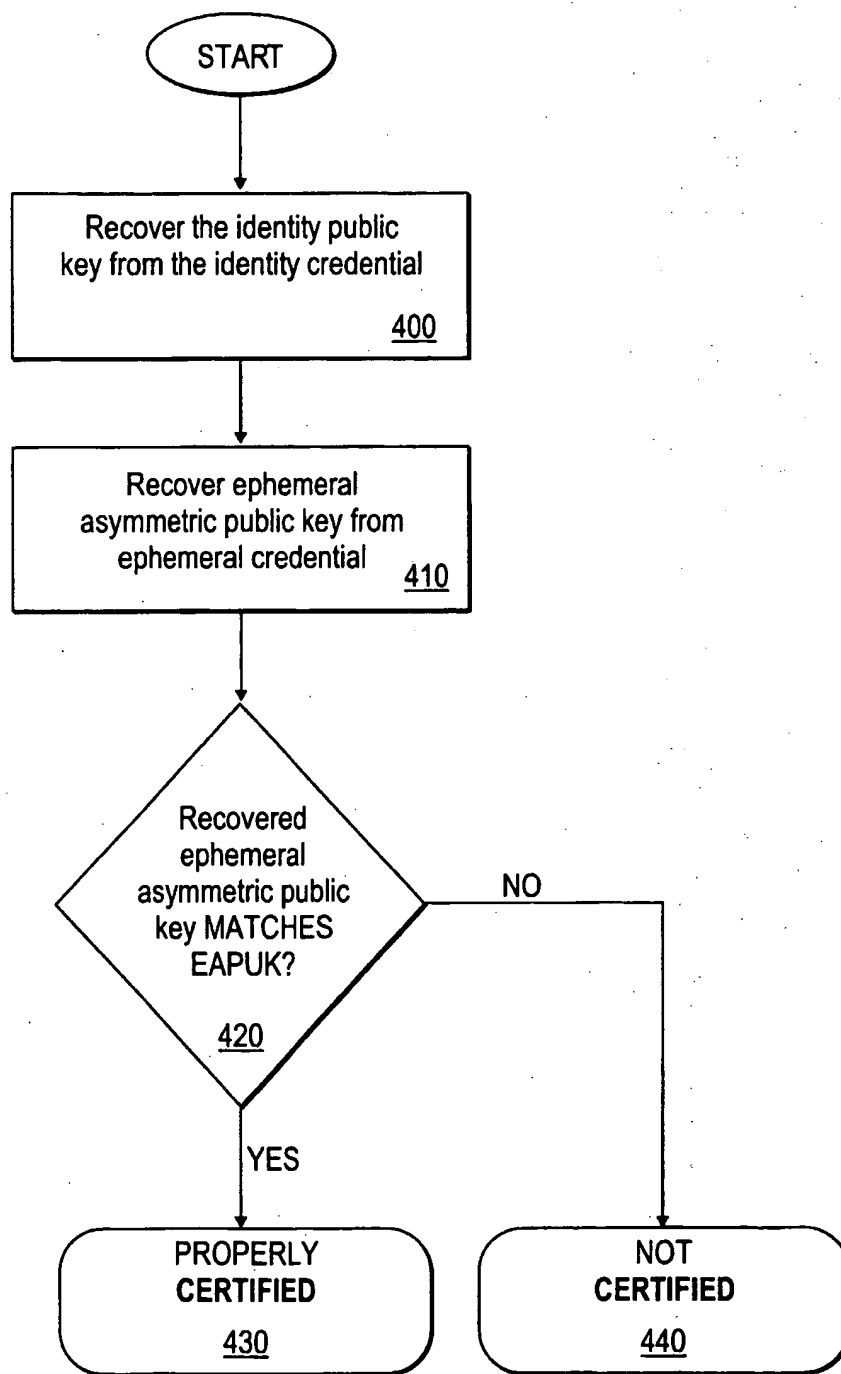 START
Recover the identity public
key from the identity credential
400
Recover ephemeral
asymmetric public key from
ephemeral credential
410
Recovered
ephemeral
asymmetric public
key MATCHES
EAPUK?
420
NO
YES
PROPERLY
CERTIFIED
430
NOT
CERTIFIED
440